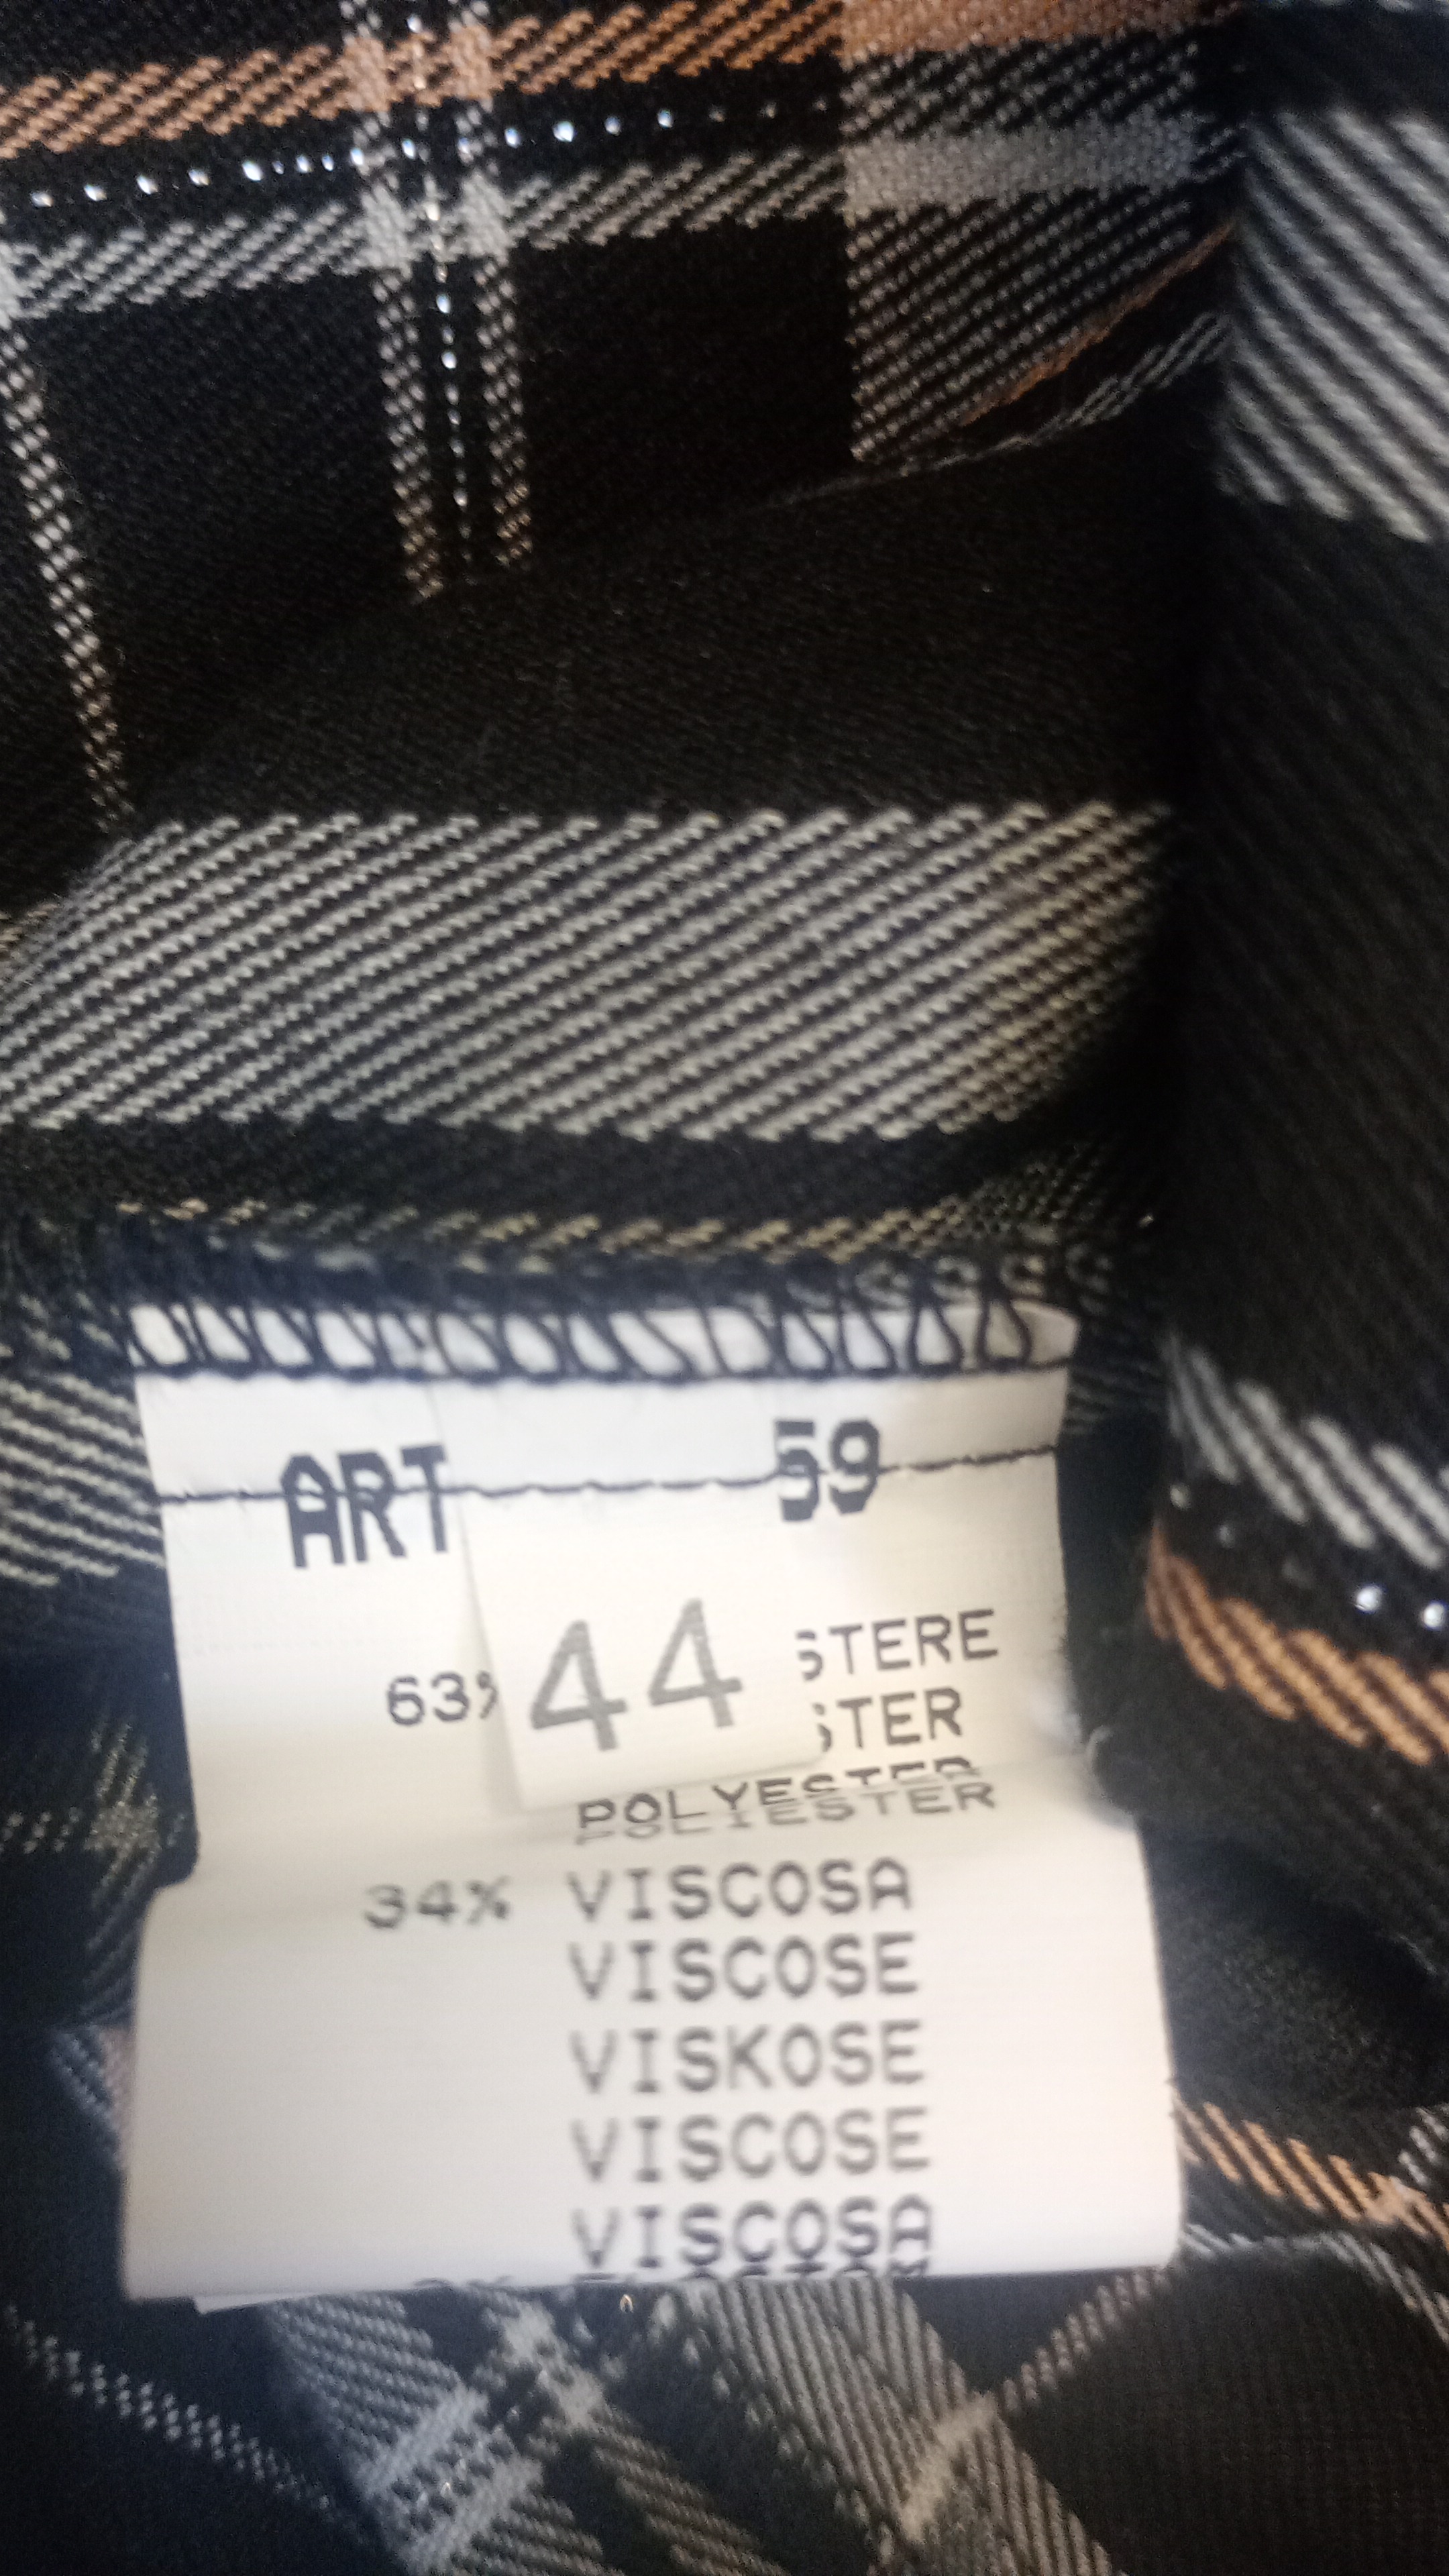 ART 59
44
63% STERE
STER
POLYESTER
34% VISCOSA
VISCOSE
VISKOSE
VISCOSE
VISCOSA